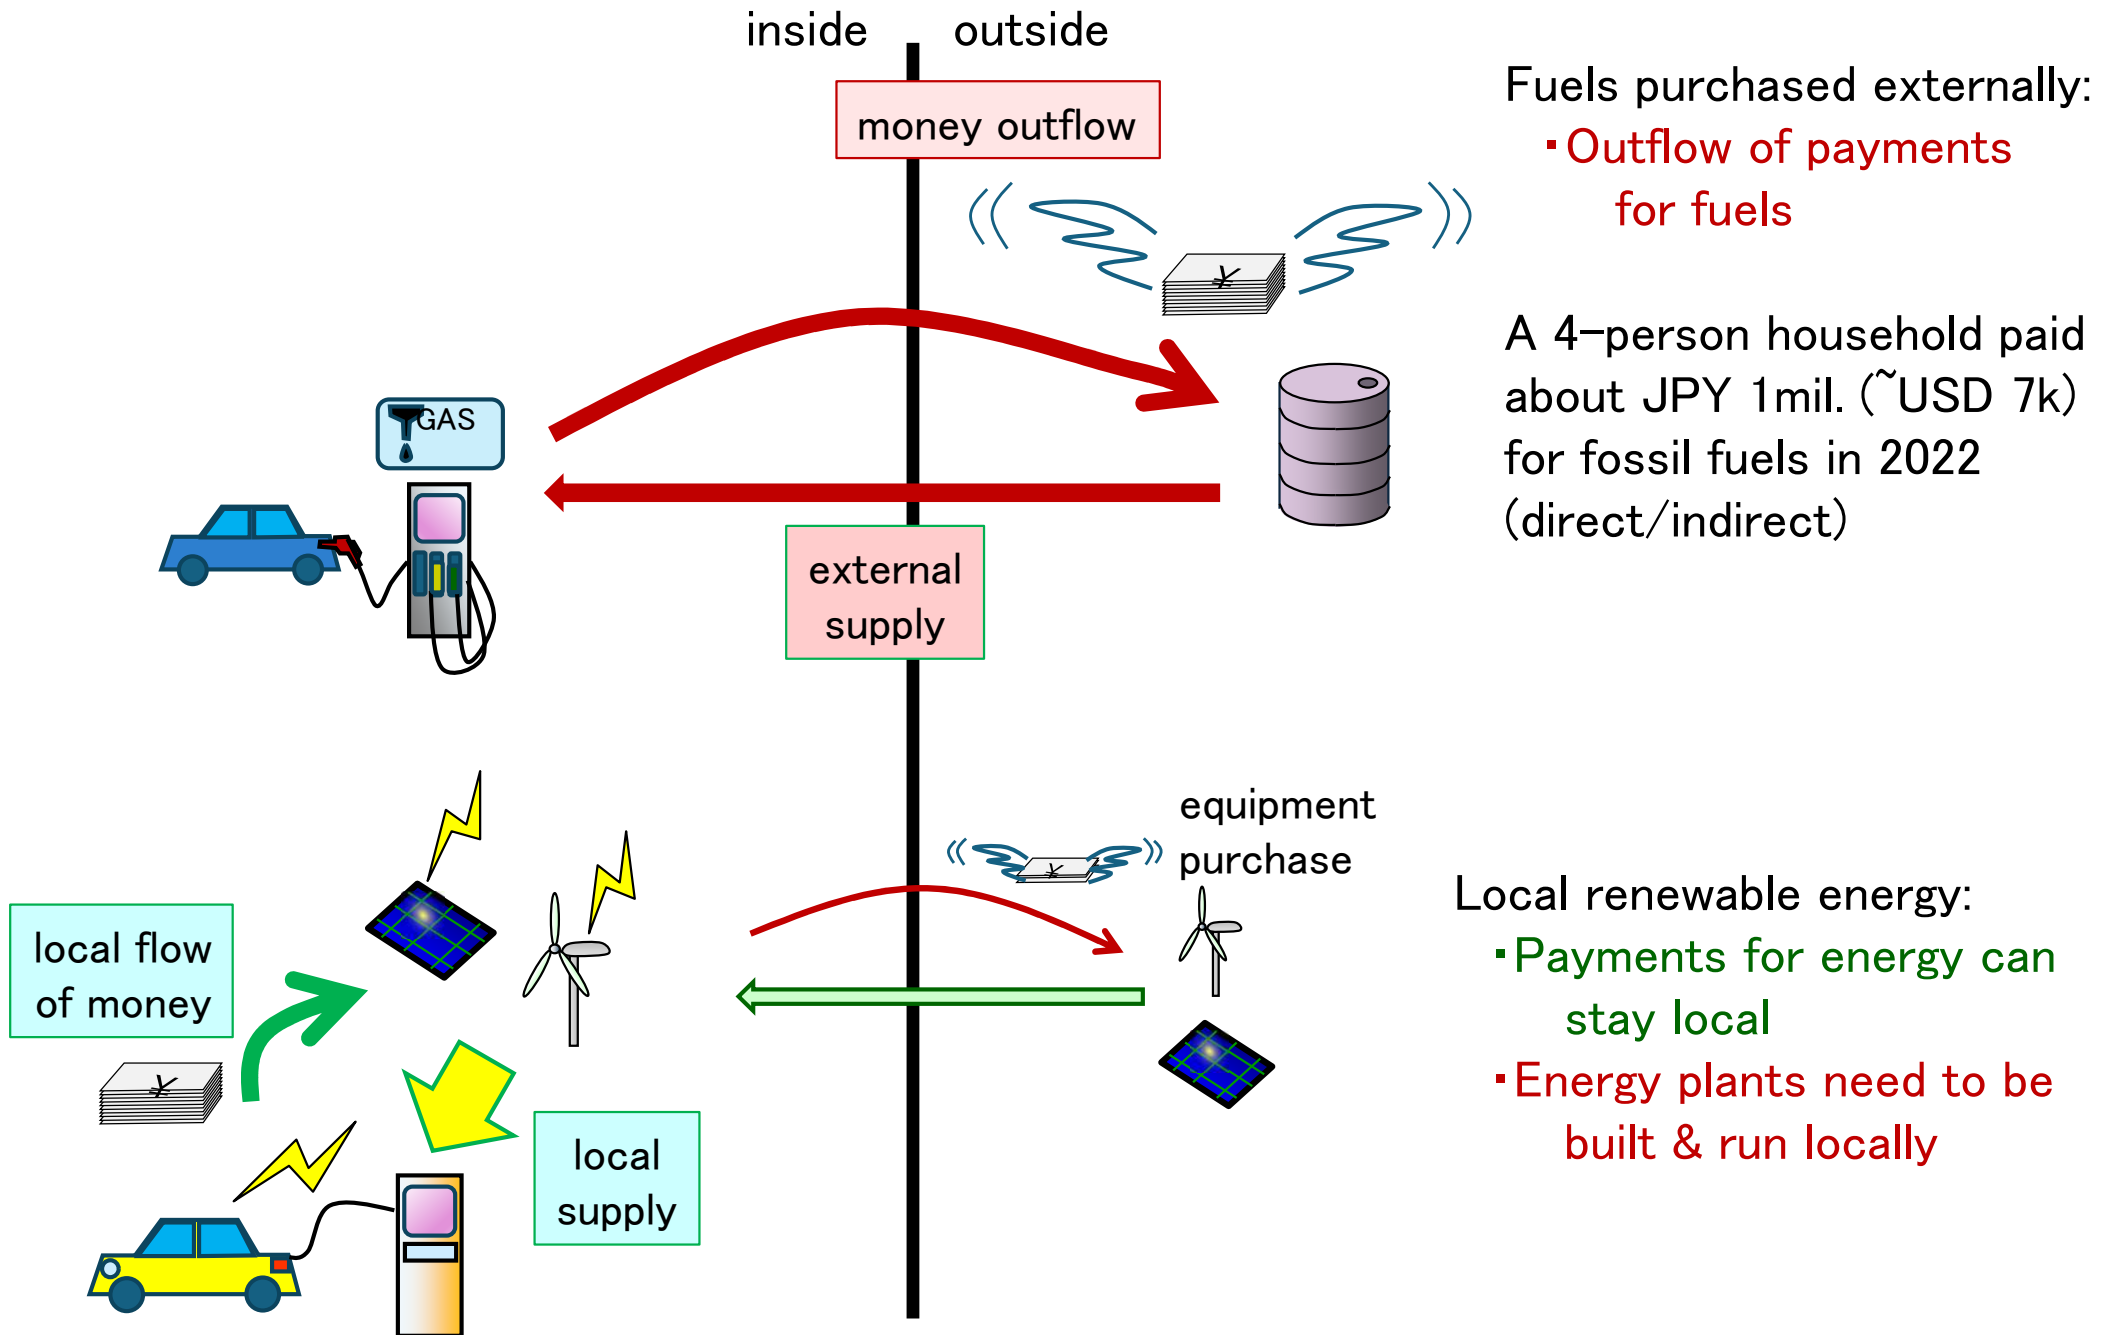 inside
outside
money outflow
Fuels purchased externally:
・Outflow of payments
for fuels
¥
A 4-person household paid
about JPY 1mil. (~USD 7k)
for fossil fuels in 2022
(direct/indirect)
GAS
external
supply
equipment
purchase
¥
Local renewable energy:
・Payments for energy can
stay local
・Energy plants need to be
built & run locally
local flow
of money
¥
local
supply